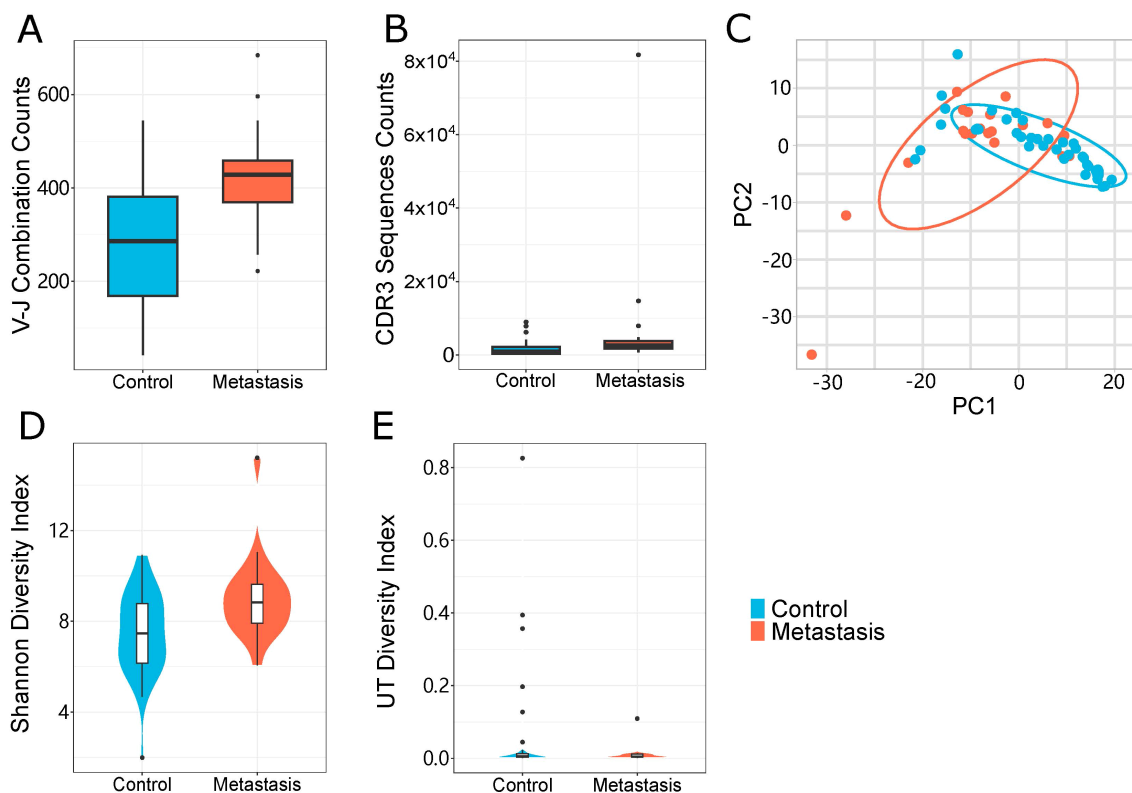 A
V-J Combination Counts
600
400
200
Control Metastasis
B
CDR3 Sequences Counts
8x10⁴
6x10⁴
4x10⁴
2x10⁴
0
Control Metastasis
C
PC2
10
0
-10
-20
-30
-30 -20 0 10 20
PC1
D
Shannon Diversity Index
12
8
4
Control Metastasis
E
UT Diversity Index
0.8
0.6
0.4
0.2
0.0
Control Metastasis
Control
Metastasis